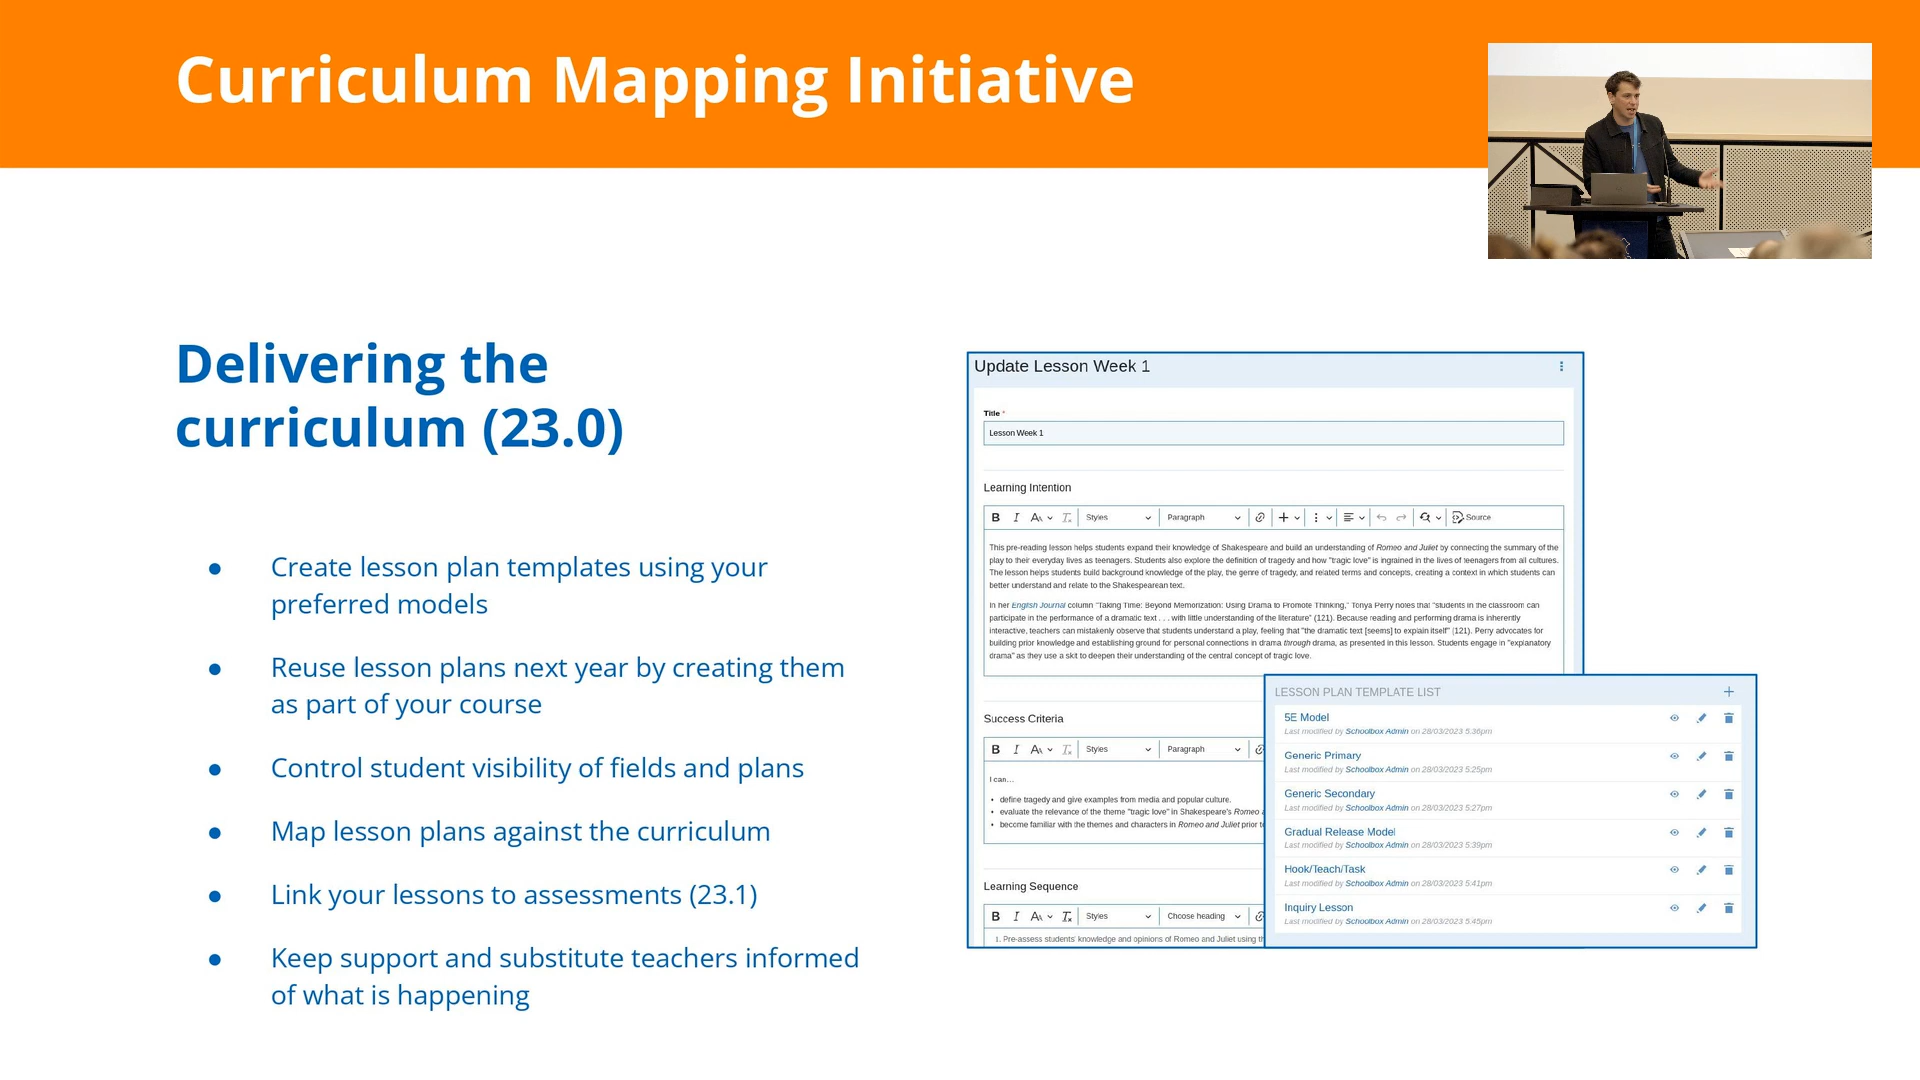 Curriculum Mapping Initiative
Delivering the
curriculum (23.0)
● Create lesson plan templates using your
preferred models
● Reuse lesson plans next year by creating them
as part of your course
● Control student visibility of fields and plans
● Map lesson plans against the curriculum
● Link your lessons to assessments (23.1)
● Keep support and substitute teachers informed
of what is happening
Update Lesson Week 1
Title *
Lesson Week 1
Learning Intention
B I Styles Paragraph Source
This pre-reading lesson helps students expand their knowledge of Shakespeare and build an understanding of Romeo and Juliet by connecting the summary of the
play to their everyday lives as teenagers. Students also explore the definition of tragedy and how "tragic love" is ingrained in the lives of teenagers from all cultures.
The lesson helps students build background knowledge of the play, the genre of tragedy, and related terms and concepts, creating a context in which students can
better understand and relate to the Shakespearean text.
In her English Journal column "Taking Time: Beyond Memorization: Using Drama to Promote Thinking," Tonya Perry notes that "students in the classroom can
participate in the performance of a dramatic text . . . with little understanding of the literature" (121). Because reading and performing drama is inherently
interactive, teachers can mistakenly observe that students understand a play, feeling that "the dramatic text [seems] to explain itself" (121). Perry advocates for
building prior knowledge and establishing ground for personal connections in drama through drama, as presented in this lesson. Students engage in "explanatory
drama" as they use a skit to deepen their understanding of the central concept of tragic love.
Success Criteria
B I Styles Paragraph
I can…
• define tragedy and give examples from media and popular culture.
• evaluate the relevance of the theme "tragic love" in Shakespeare's Romeo
• become familiar with the themes and characters in Romeo and Juliet prior
Learning Sequence
B I Styles Choose heading
1. Pre-assess students' knowledge and opinions of Romeo and Juliet using
LESSON PLAN TEMPLATE LIST
5E Model
Last modified by Schoolbox Admin on 28/03/2023 5:36pm
Generic Primary
Last modified by Schoolbox Admin on 28/03/2023 5:25pm
Generic Secondary
Last modified by Schoolbox Admin on 28/03/2023 5:27pm
Gradual Release Model
Last modified by Schoolbox Admin on 28/03/2023 5:39pm
Hook/Teach/Task
Last modified by Schoolbox Admin on 28/03/2023 5:41pm
Inquiry Lesson
Last modified by Schoolbox Admin on 28/03/2023 5:45pm